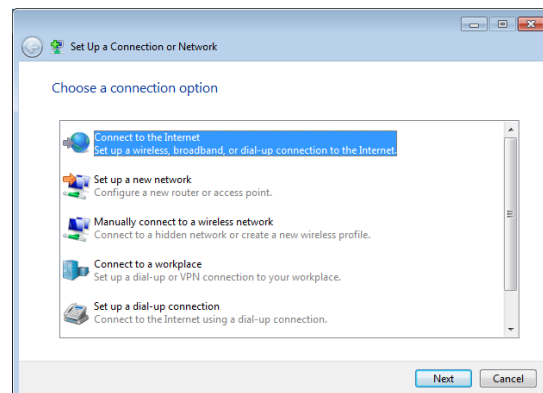 Set Up a Connection or Network
Choose a connection option
Connect to the Internet
Set up a wireless, broadband, or dial-up connection to the Internet.
Set up a new network
Configure a new router or access point.
Manually connect to a wireless network
Connect to a hidden network or create a new wireless profile.
Connect to a workplace
Set up a dial-up or VPN connection to your workplace.
Set up a dial-up connection
Connect to the Internet using a dial-up connection.
Next Cancel